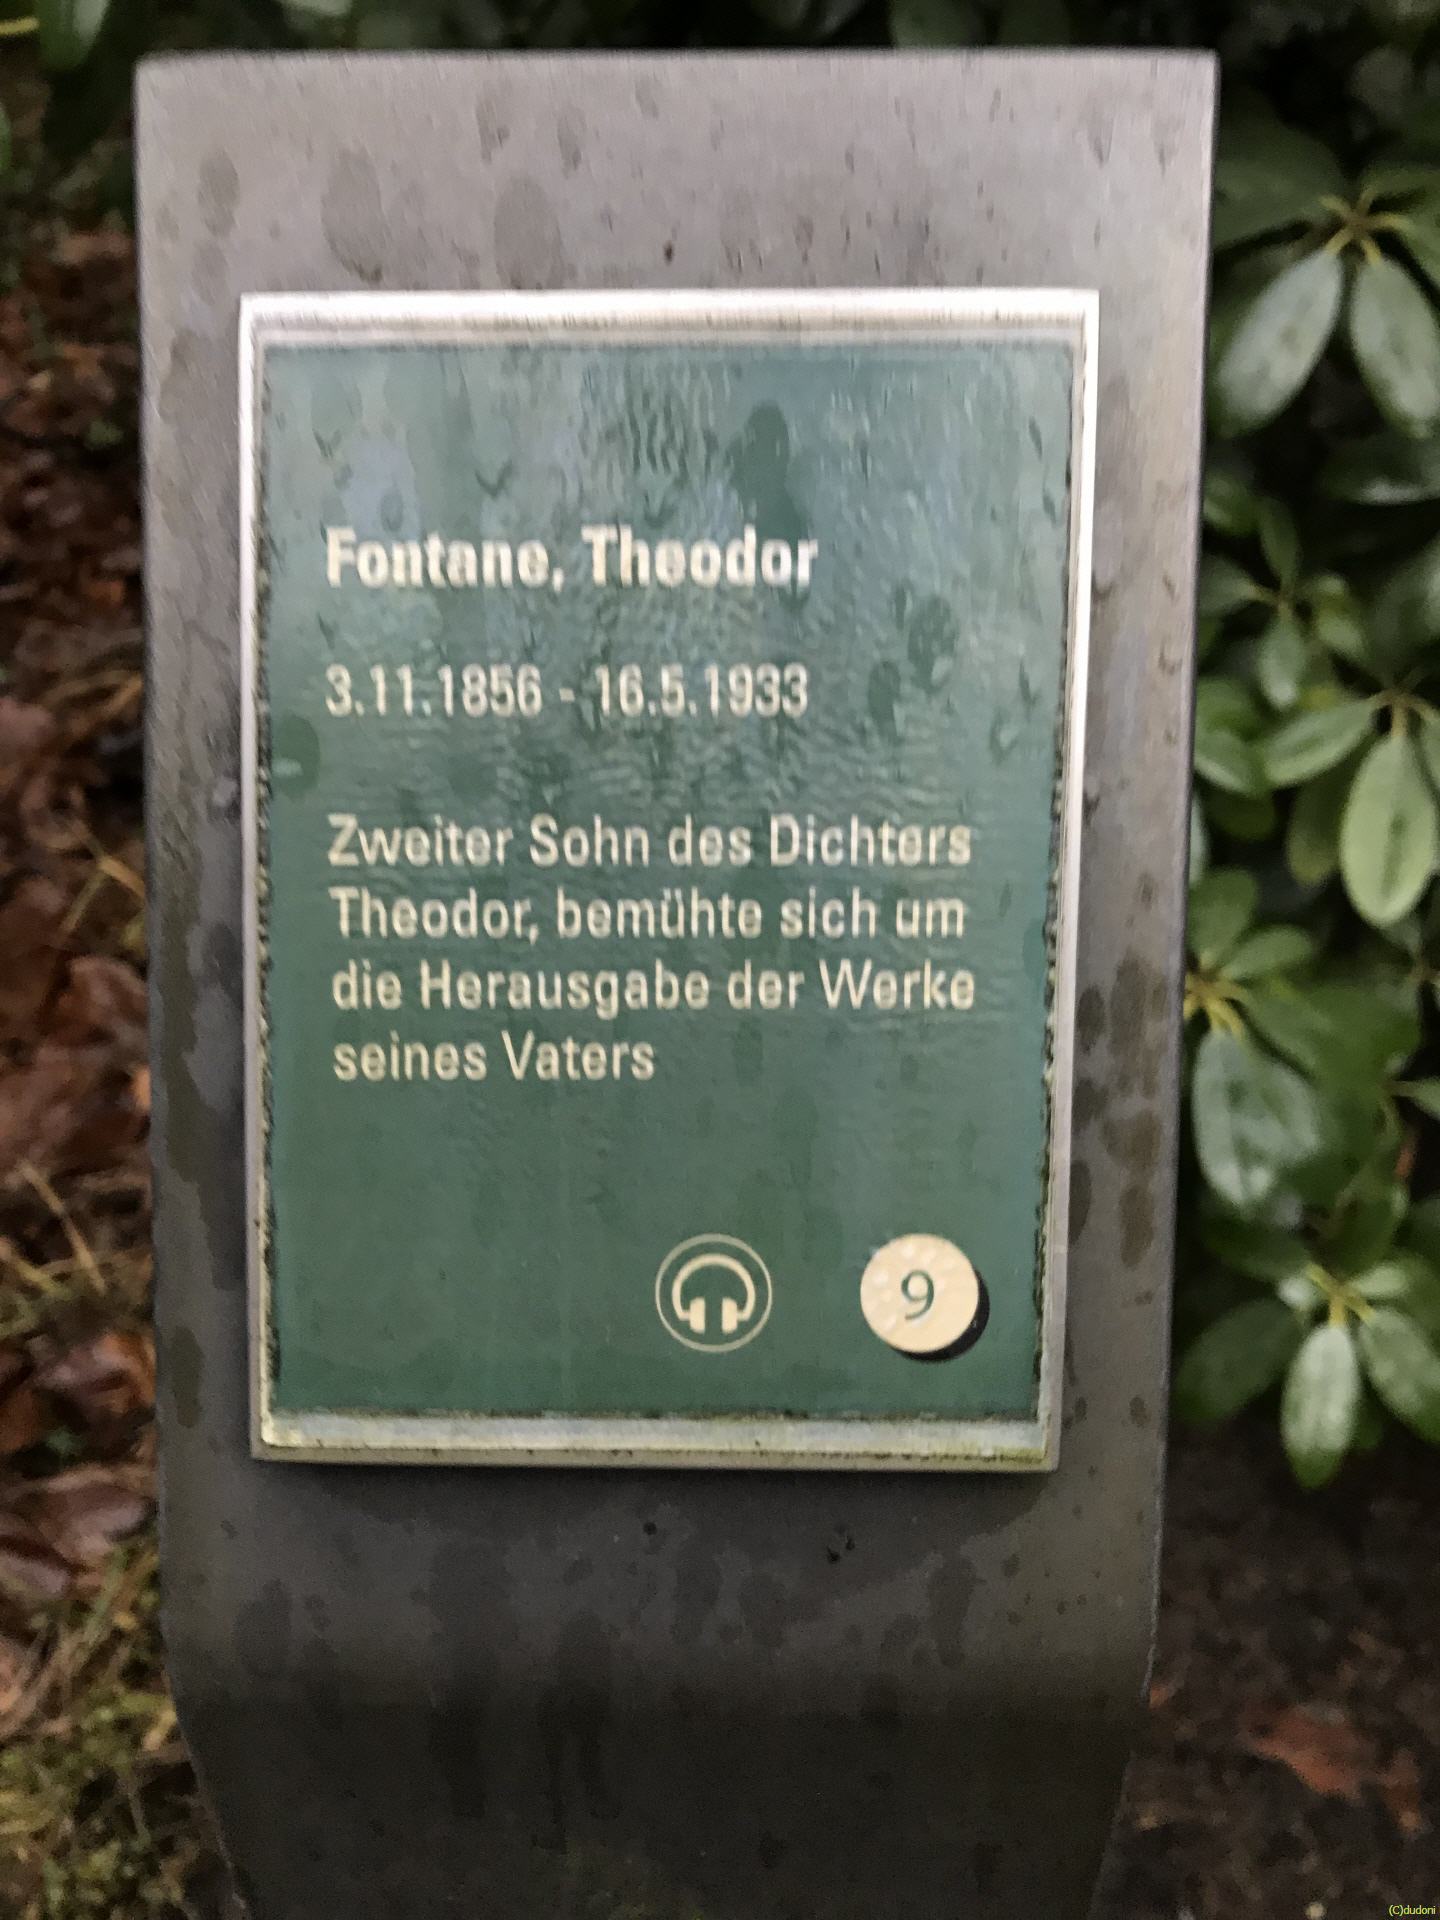 Fontane, Theodor
3.11.1856 - 16.5.1933
Zweiter Sohn des Dichters
Theodor, bemühte sich um
die Herausgabe der Werke
seines Vaters
9
(C)dudoni